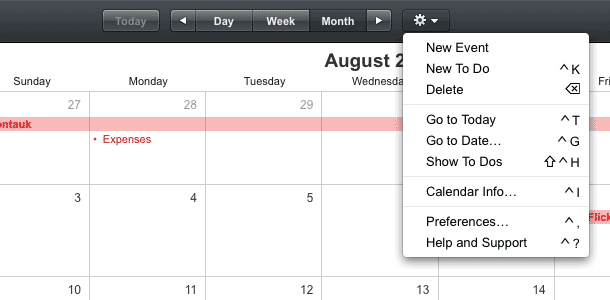 Today Day Week Month
New Event
New To Do ^K
Delete ⌫
Go to Today ^T
Go to Date… ^G
Show To Dos ⇧^H
Calendar Info… ^I
Preferences… ^,
Help and Support ^?
August 2
Sunday Monday Tuesday Wednesday Fri
27 28 29
ontauk
• Expenses
3 4 5
Flick
10 11 12 13 14